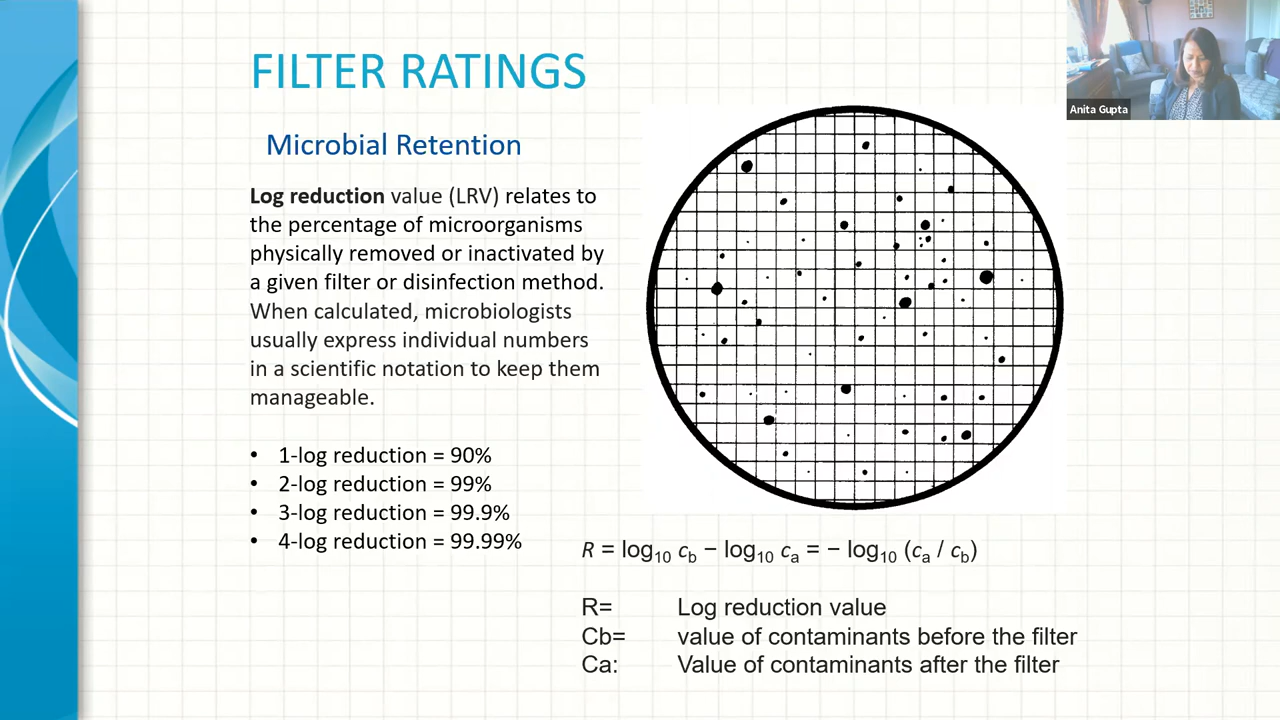 FILTER RATINGS
Anita Gupta
Microbial Retention
Log reduction value (LRV) relates to
the percentage of microorganisms
physically removed or inactivated by
a given filter or disinfection method.
When calculated, microbiologists
usually express individual numbers
in a scientific notation to keep them
manageable.
• 1-log reduction = 90%
• 2-log reduction = 99%
• 3-log reduction = 99.9%
• 4-log reduction = 99.99%
R = log₁₀ c_b − log₁₀ c_a = − log₁₀ (c_a / c_b)
R= Log reduction value
Cb= value of contaminants before the filter
Ca: Value of contaminants after the filter